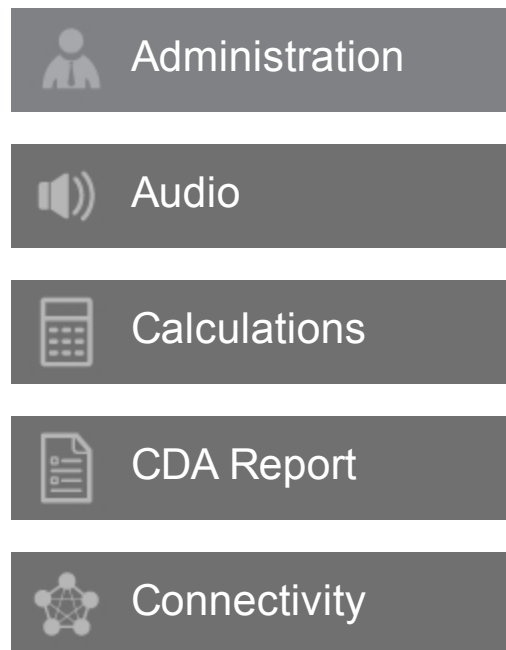 Administration
Audio
Calculations
CDA Report
Connectivity